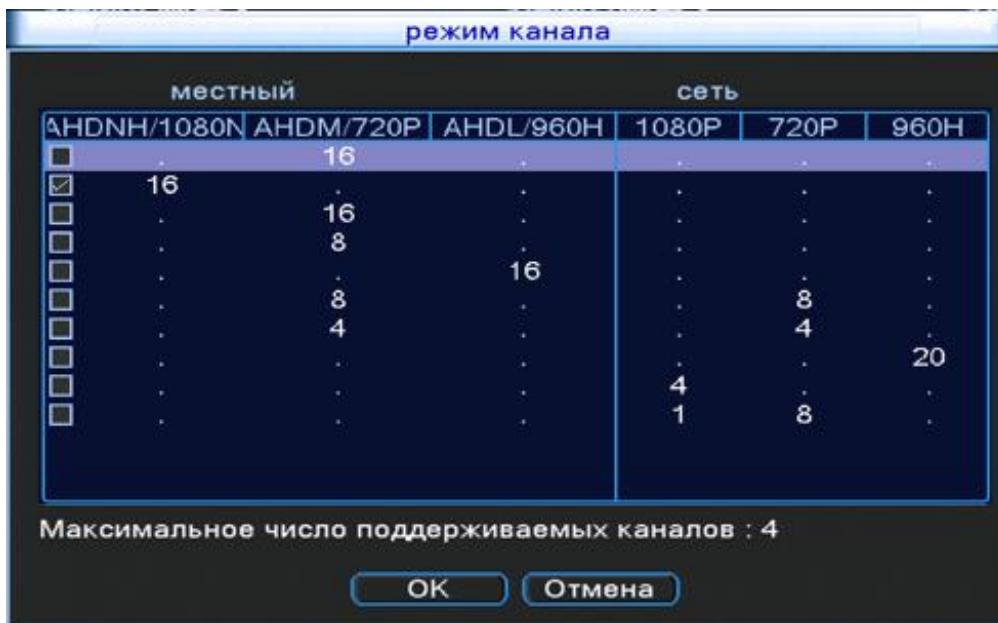 режим канала
местный сеть
AHDNH/1080N AHDM/720P AHDL/960H 1080P 720P 960H
. 16 . . . .
16 . . . . .
. 16 . . . .
. 8 . . . .
. . 16 . . .
. 8 . . 8 .
. 4 . . 4 .
. . . . . 20
. . . 4 . .
. . . 1 8 .
Максимальное число поддерживаемых каналов : 4
OK Отмена